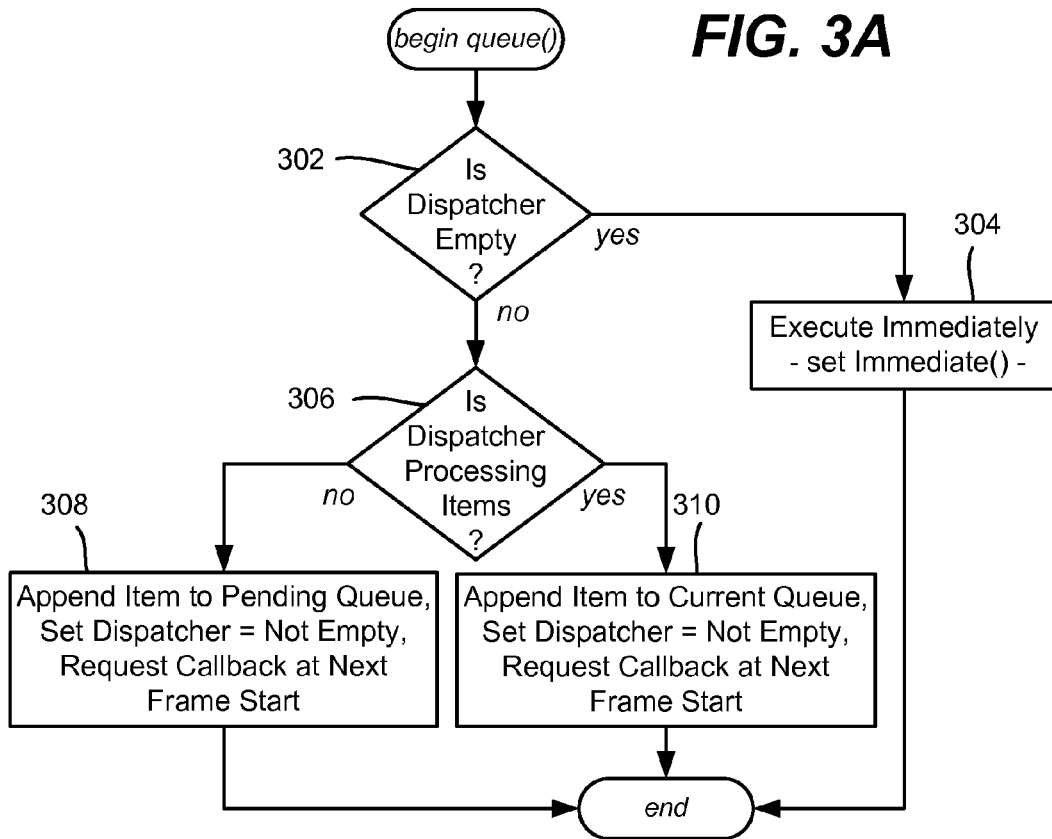 begin queue()
FIG. 3A
302
Is
Dispatcher
Empty
?
yes
no
304
Execute Immediately
- set Immediate() -
306
Is
Dispatcher
Processing
Items
?
no
yes
308
310
Append Item to Pending Queue,
Set Dispatcher = Not Empty,
Request Callback at Next
Frame Start
Append Item to Current Queue,
Set Dispatcher = Not Empty,
Request Callback at Next
Frame Start
end